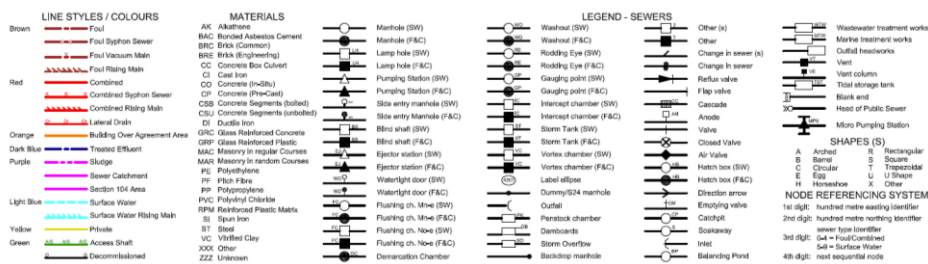 LINE STYLES / COLOURS
Brown
Foul
Foul Syphon Sewer
Foul Vacuum Main
Foul Rising Main
Red
Combined
Combined Syphon Sewer
Combined Rising Main
Lateral Drain
Orange
Building Over Agreement Area
Dark Blue
Treated Effluent
Purple
Sludge
Sewer Catchment
Section 104 Area
Light Blue
Surface Water
Surface Water Rising Main
Yellow
Private
Green
Access Shaft
Decommissioned
MATERIALS
AK Alkathene
BAC Bonded Asbestos Cement
BRC Brick (Common)
BRE Brick (Engineering)
CC Concrete Box Culvert
CI Cast Iron
CO Concrete (In-Situ)
CP Concrete (Pre-Cast)
CSB Concrete Segments (bolted)
CSU Concrete Segments (unbolted)
DI Ductile Iron
GRC Glass Reinforced Concrete
GRP Glass Reinforced Plastic
MAC Masonry in regular Courses
MAR Masonry in random Courses
PE Polyethylene
PF Pitch Fibre
PP Polypropylene
PVC Polyvinyl Chloride
RPM Reinforced Plastic Matrix
SI Spun Iron
ST Steel
VC Vitrified Clay
XXX Other
ZZZ Unknown
LEGEND - SEWERS
Manhole (SW)
Manhole (F&C)
Lamp hole (SW)
Lamp hole (F&C)
Pumping Station (SW)
Pumping Station (F&C)
Side entry manhole (SW)
Side entry Manhole (F&C)
Blind shaft (SW)
Blind shaft (F&C)
Ejector station (SW)
Ejector station (F&C)
Watertight door (SW)
Watertight door (F&C)
Flushing ch. Mn-e (SW)
Flushing ch. Mn-e (F&C)
Flushing ch. No-e (SW)
Flushing ch. No-e (F&C)
Demarcation Chamber
Washout (SW)
Washout (F&C)
Rodding Eye (SW)
Rodding Eye (F&C)
Gauging point (SW)
Gauging point (F&C)
Intercept chamber (SW)
Intercept chamber (F&C)
Storm Tank (SW)
Storm Tank (F&C)
Vortex chamber (SW)
Vortex chamber (F&C)
Label ellipse
Dummy/S24 manhole
Outfall
Penstock chamber
Damboards
Storm Overflow
Backdrop manhole
Other (s)
Other
Change in sewer (s)
Change in sewer
Reflux valve
Flap valve
Cascade
Anode
Valve
Closed Valve
Air Valve
Hatch box (SW)
Hatch box (F&C)
Direction arrow
Emptying valve
Catchpit
Soakaway
Inlet
Balancing Pond
Wastewater treatment works
Marine treatment works
Outfall headworks
Vent
Vent column
Tidal storage tank
Blank end
Head of Public Sewer
Micro Pumping Station
SHAPES (S)
A Arched R Rectangular
B Barrel S Square
C Circular T Trapezoidal
E Egg U U Shape
H Horseshoe X Other
NODE REFERENCING SYSTEM
1st digit: hundred metre easting identifier
2nd digit: hundred metre northing identifier
sewer type identifier
3rd digit: 0-4 = Foul/Combined
5-9 = Surface Water
4th digit: next sequential node